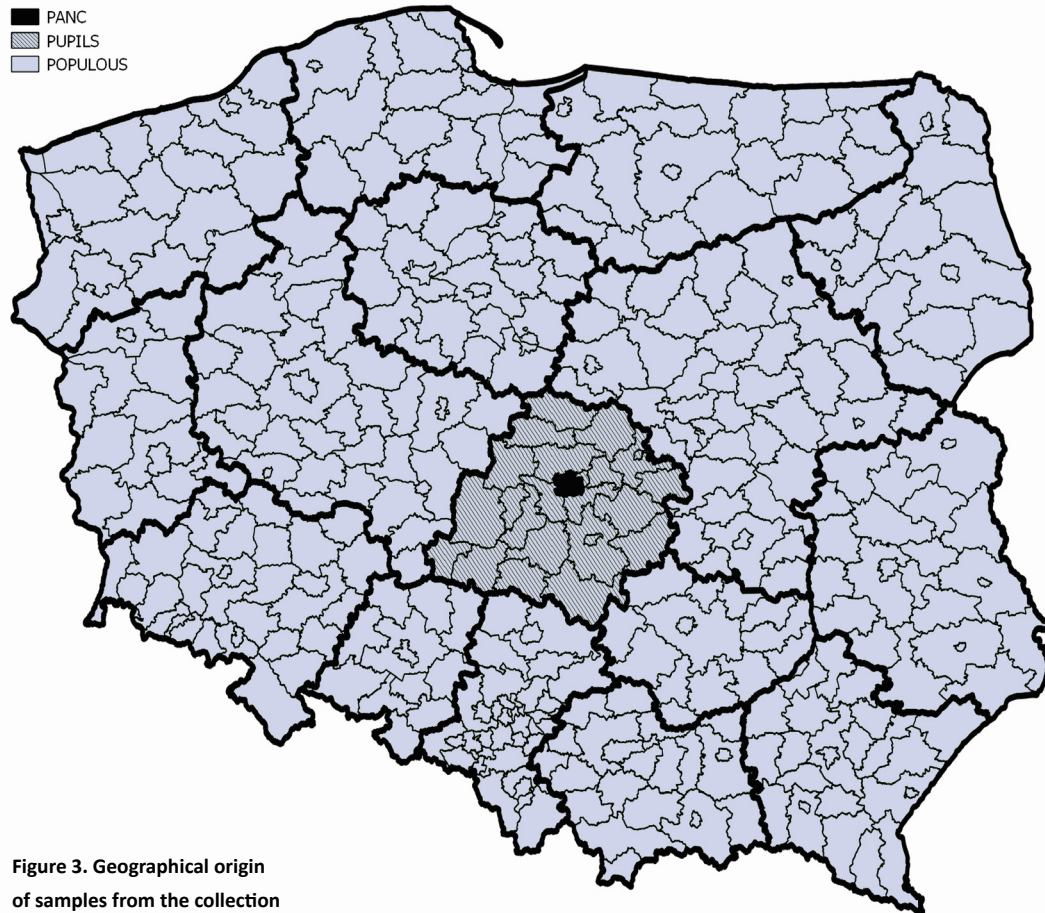 PANC
PUPILS
POPULOUS
Figure 3. Geographical origin
of samples from the collection